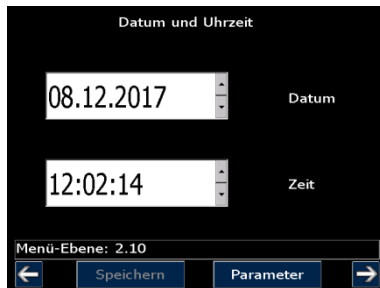 Datum und Uhrzeit
08.12.2017 Datum
12:02:14 Zeit
Menü-Ebene: 2.10
Speichern Parameter